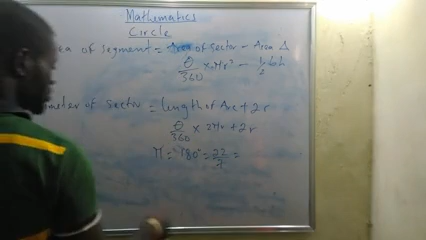 Mathematics
Circle
ea of segment = Area of sector - Area Δ
θ/360 × πr² - ½bh
meter of sector = length of Arc + 2r
θ/360 × 2πr + 2r
π = 180° = 22/7 =